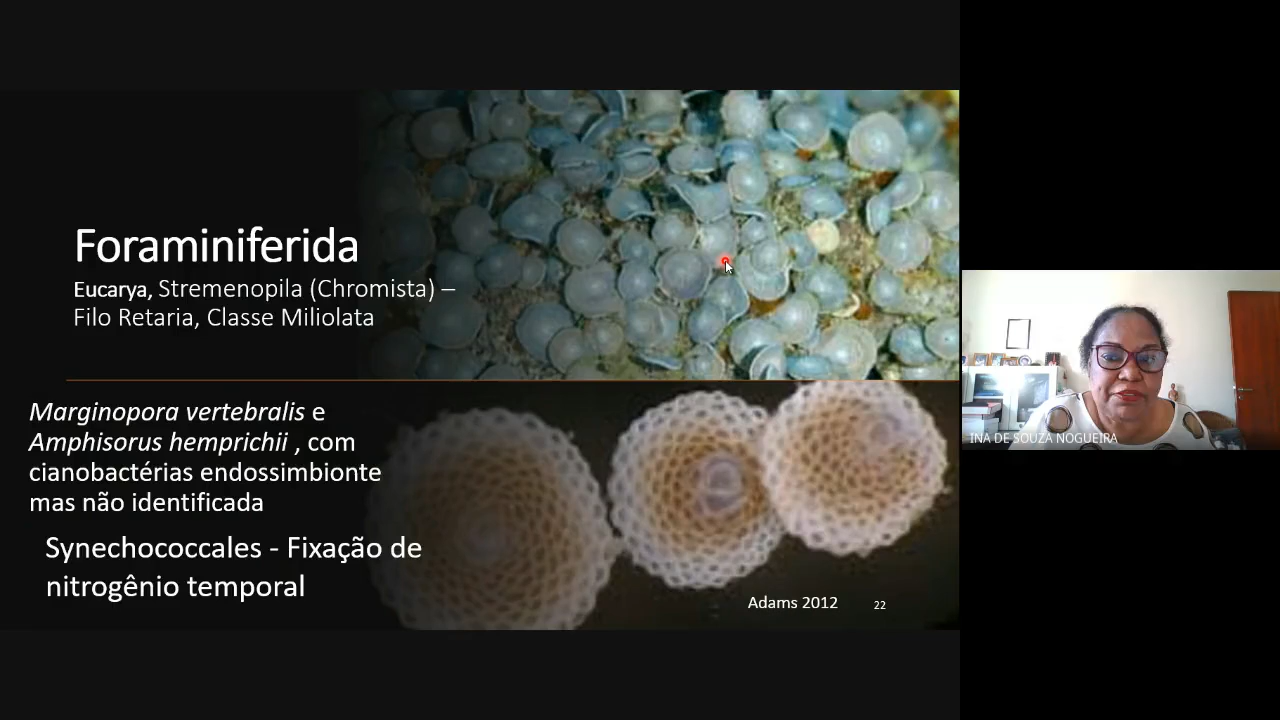 Foraminiferida
Eucarya, Stremenopila (Chromista) –
Filo Retaria, Classe Miliolata
Marginopora vertebralis e
Amphisorus hemprichii , com
cianobactérias endossimbionte
mas não identificada
Synechococcales - Fixação de
nitrogênio temporal
Adams 2012
22
INA DE SOUZA NOGUEIRA